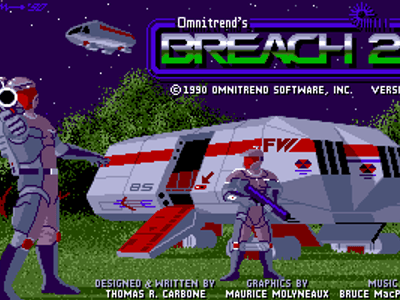 Omnitrend's
BREACH 2
© 1990 OMNITREND SOFTWARE, INC. VERS
FW
85
DESIGNED & WRITTEN BY GRAPHICS BY MUSIC
THOMAS R. CARBONE MAURICE MOLYNEAUX BRUCE MacP